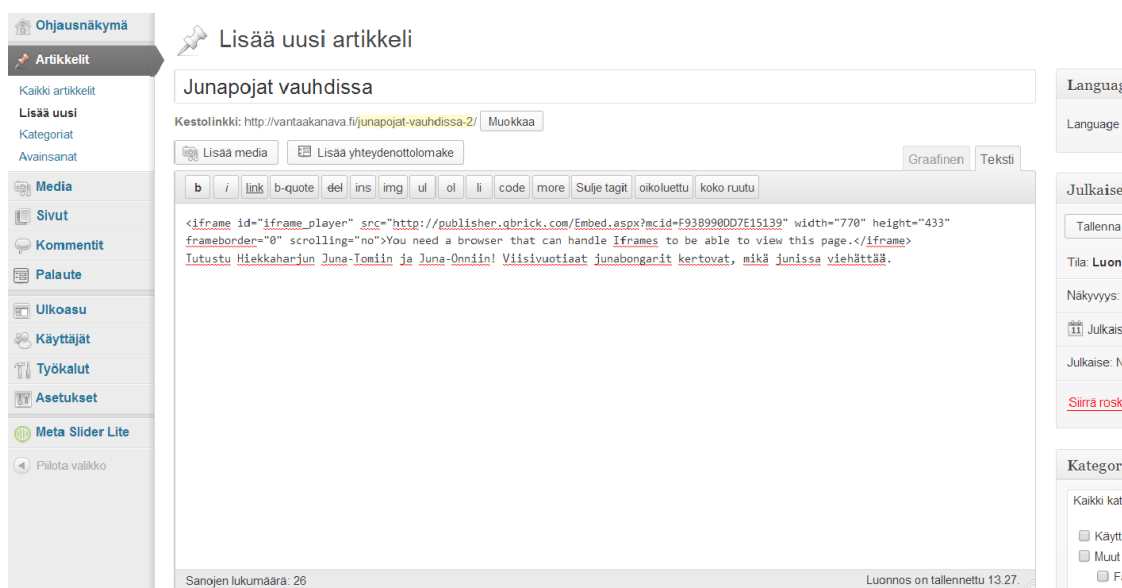 Ohjausnäkymä
Artikkelit
Kaikki artikkelit
Lisää uusi
Kategoriat
Avainsanat
Media
Sivut
Kommentit
Palaute
Ulkoasu
Käyttäjät
Työkalut
Asetukset
Meta Slider Lite
Piilota valikko
Lisää uusi artikkeli
Junapojat vauhdissa
Kestolinkki: http://vantaakanava.fi/junapojat-vauhdissa-2/ Muokkaa
Lisää media Lisää yhteydenottolomake
Graafinen Teksti
b i link b-quote del ins img ul ol li code more Sulje tagit oikoluettu koko ruutu
<iframe id="iframe_player" src="http://publisher.qbrick.com/Embed.aspx?mcid=F93B990DD7E15139" width="770" height="433"
frameborder="0" scrolling="no">You need a browser that can handle Iframes to be able to view this page.</iframe>
Tutustu Hiekkaharjun Juna-Tomiin ja Juna-Onniin! Viisivuotiaat junabongarit kertovat, mikä junissa viehättää.
Sanojen lukumäärä: 26
Luonnos on tallennettu 13.27.
Languag
Language
Julkaise
Tallenna
Tila: Luon
Näkyvyys:
11 Julkais
Julkaise: N
Siirrä rosk
Kategor
Kaikki kat
Käytt
Muut
Fa